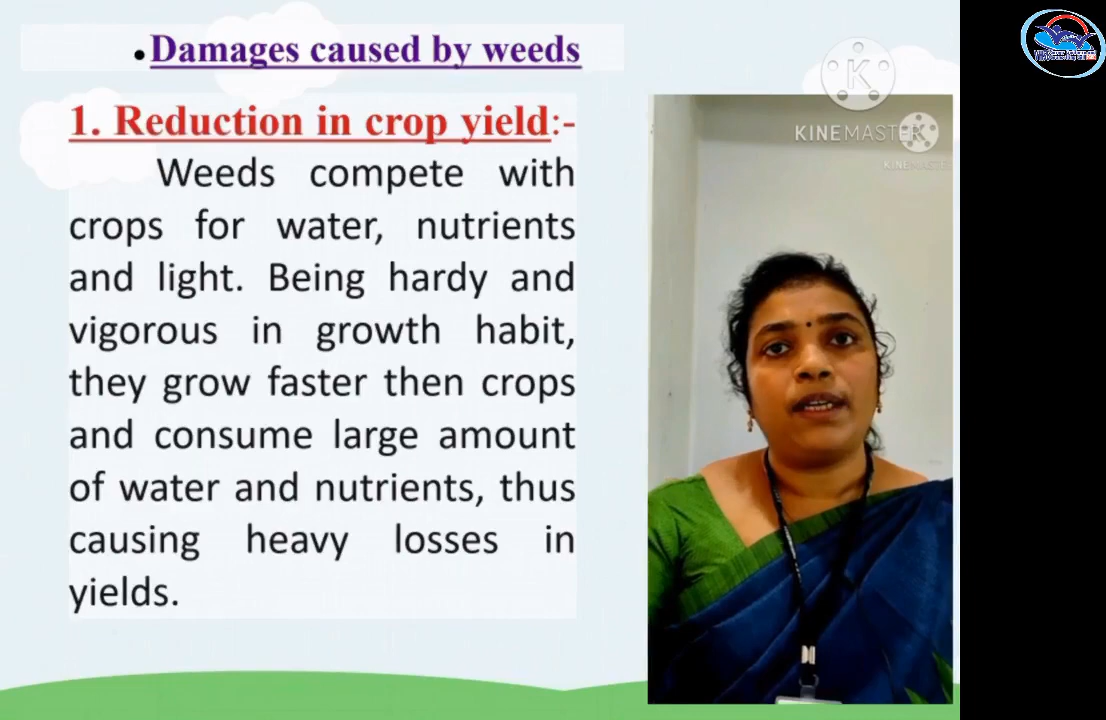 •Damages caused by weeds
1. Reduction in crop yield:-
Weeds compete with
crops for water, nutrients
and light. Being hardy and
vigorous in growth habit,
they grow faster then crops
and consume large amount
of water and nutrients, thus
causing heavy losses in
yields.
K
KINEMASTER
K
KINEMASTE